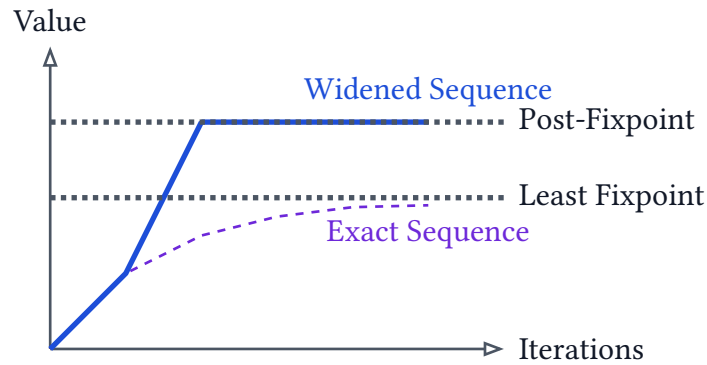 Value
Widened Sequence
Post-Fixpoint
Least Fixpoint
Exact Sequence
Iterations